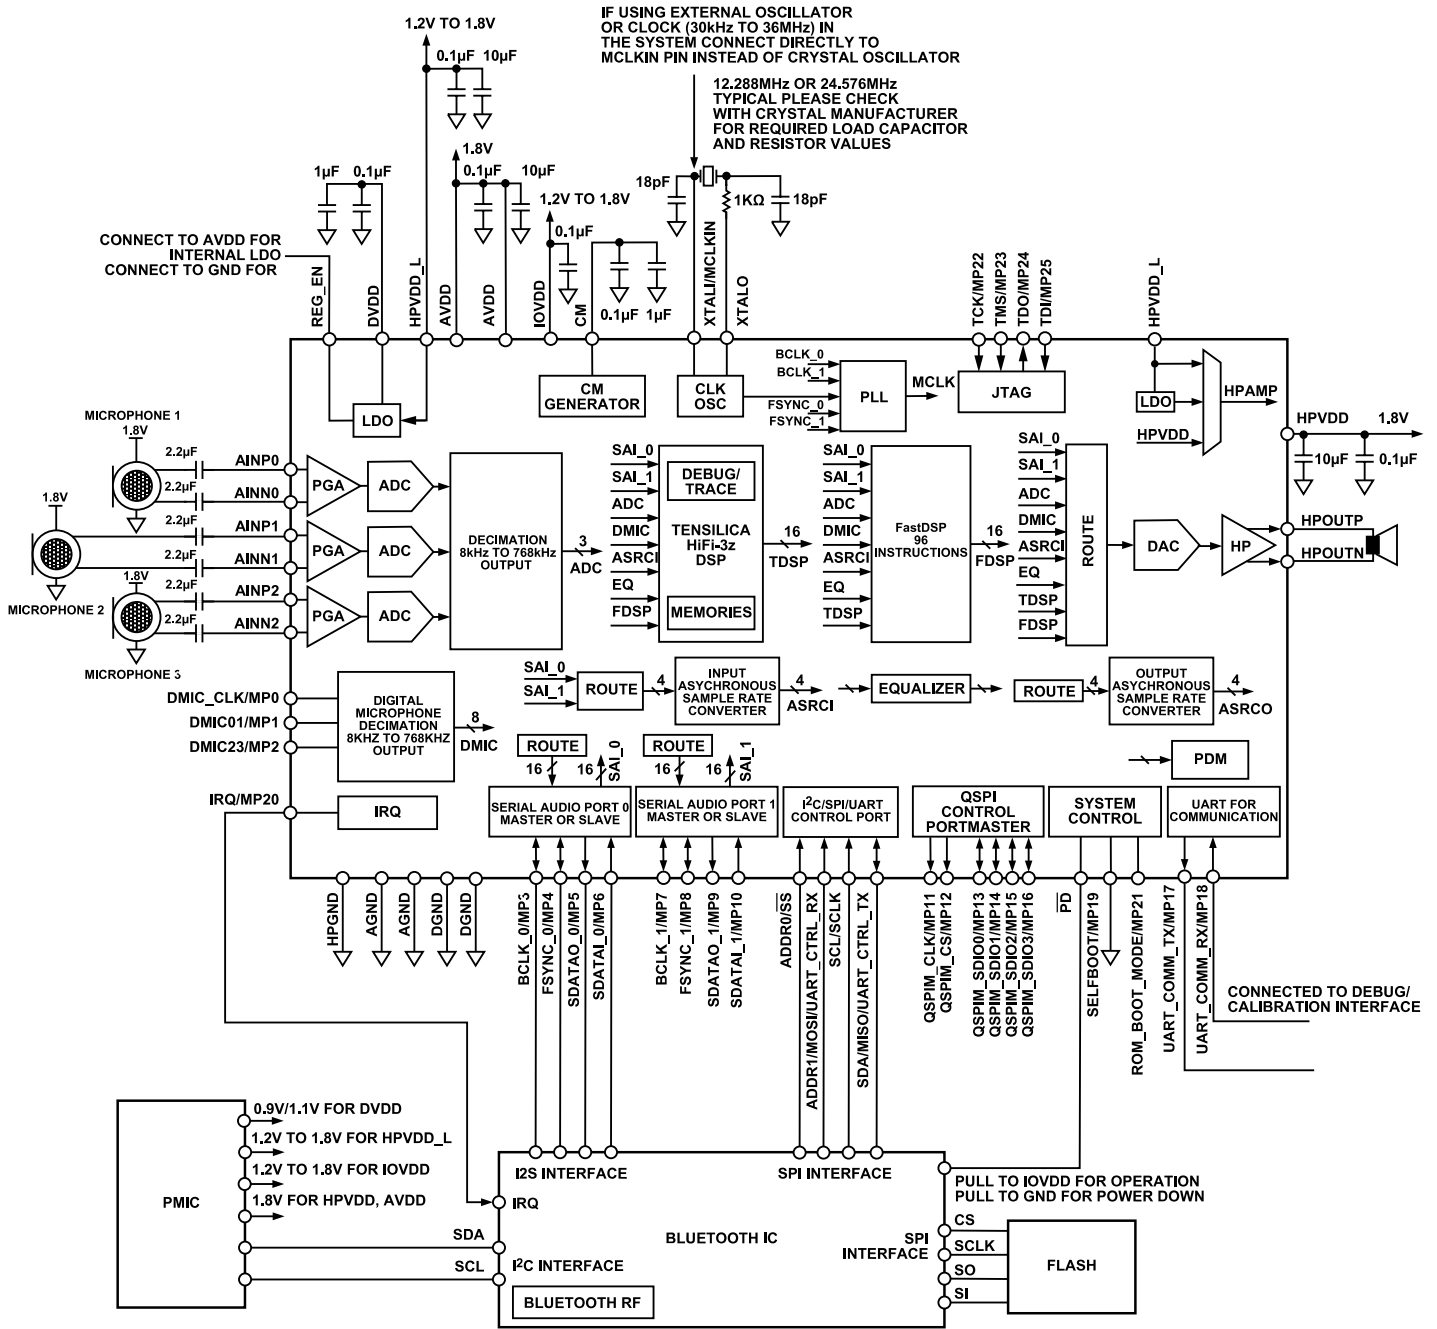 IF USING EXTERNAL OSCILLATOR
OR CLOCK (30kHz TO 36MHz) IN
THE SYSTEM CONNECT DIRECTLY TO
MCLKIN PIN INSTEAD OF CRYSTAL OSCILLATOR
1.2V TO 1.8V
0.1µF 10µF
12.288MHz OR 24.576MHz
TYPICAL PLEASE CHECK
WITH CRYSTAL MANUFACTURER
FOR REQUIRED LOAD CAPACITOR
AND RESISTOR VALUES
1.8V
0.1µF 10µF
1µF 0.1µF
1.2V TO 1.8V
0.1µF
18pF
1KΩ
18pF
0.1µF 1µF
CONNECT TO AVDD FOR
INTERNAL LDO
CONNECT TO GND FOR
REG_EN
DVDD
HPVDD_L
AVDD
AVDD
IOVDD
CM
XTALI/MCLKIN
XTALO
TCK/MP22
TMS/MP23
TDO/MP24
TDI/MP25
HPVDD_L
LDO
CM
GENERATOR
CLK
OSC
BCLK_0
BCLK_1
FSYNC_0
FSYNC_1
PLL
MCLK
JTAG
LDO
HPVDD
HPAMP
HPVDD
1.8V
10µF
0.1µF
MICROPHONE 1
1.8V
2.2µF
2.2µF
AINP0
AINN0
1.8V
2.2µF
2.2µF
AINP1
AINN1
MICROPHONE 2
1.8V
2.2µF
2.2µF
AINP2
AINN2
MICROPHONE 3
PGA
ADC
PGA
ADC
PGA
ADC
DECIMATION
8kHz TO 768kHz
OUTPUT
3
ADC
SAI_0
SAI_1
ADC
DMIC
ASRCI
EQ
FDSP
DEBUG/
TRACE
TENSILICA
HiFi-3z
DSP
MEMORIES
16
TDSP
SAI_0
SAI_1
ADC
DMIC
ASRCI
EQ
TDSP
FastDSP
96
INSTRUCTIONS
16
FDSP
SAI_0
SAI_1
ADC
DMIC
ASRCI
EQ
TDSP
FDSP
ROUTE
DAC
HP
HPOUTP
HPOUTN
DMIC_CLK/MP0
DMIC01/MP1
DMIC23/MP2
DIGITAL
MICROPHONE
DECIMATION
8KHZ TO 768KHZ
OUTPUT
8
DMIC
SAI_0
SAI_1
ROUTE
4
INPUT
ASYCHRONOUS
SAMPLE RATE
CONVERTER
4
ASRCI
EQUALIZER
ROUTE
4
OUTPUT
ASYCHRONOUS
SAMPLE RATE
CONVERTER
4
ASRCO
PDM
IRQ/MP20
IRQ
ROUTE
16
16
SAI_0
SERIAL AUDIO PORT 0
MASTER OR SLAVE
ROUTE
16
16
SAI_1
SERIAL AUDIO PORT 1
MASTER OR SLAVE
I²C/SPI/UART
CONTROL PORT
QSPI
CONTROL
PORTMASTER
SYSTEM
CONTROL
UART FOR
COMMUNICATION
HPGND
AGND
AGND
DGND
DGND
BCLK_0/MP3
FSYNC_0/MP4
SDATAO_0/MP5
SDATAI_0/MP6
BCLK_1/MP7
FSYNC_1/MP8
SDATAO_1/MP9
SDATAI_1/MP10
ADDR0/SS
ADDR1/MOSI/UART_CTRL_RX
SCL/SCLK
SDA/MISO/UART_CTRL_TX
QSPIM_CLK/MP11
QSPIM_CS/MP12
QSPIM_SDIO0/MP13
QSPIM_SDIO1/MP14
QSPIM_SDIO2/MP15
QSPIM_SDIO3/MP16
PD
SELFBOOT/MP19
ROM_BOOT_MODE/MP21
UART_COMM_TX/MP17
UART_COMM_RX/MP18
CONNECTED TO DEBUG/
CALIBRATION INTERFACE
PMIC
0.9V/1.1V FOR DVDD
1.2V TO 1.8V FOR HPVDD_L
1.2V TO 1.8V FOR IOVDD
1.8V FOR HPVDD, AVDD
SDA
SCL
I2S INTERFACE
SPI INTERFACE
IRQ
BLUETOOTH IC
I²C INTERFACE
BLUETOOTH RF
SPI
INTERFACE
PULL TO IOVDD FOR OPERATION
PULL TO GND FOR POWER DOWN
CS
SCLK
SO
SI
FLASH